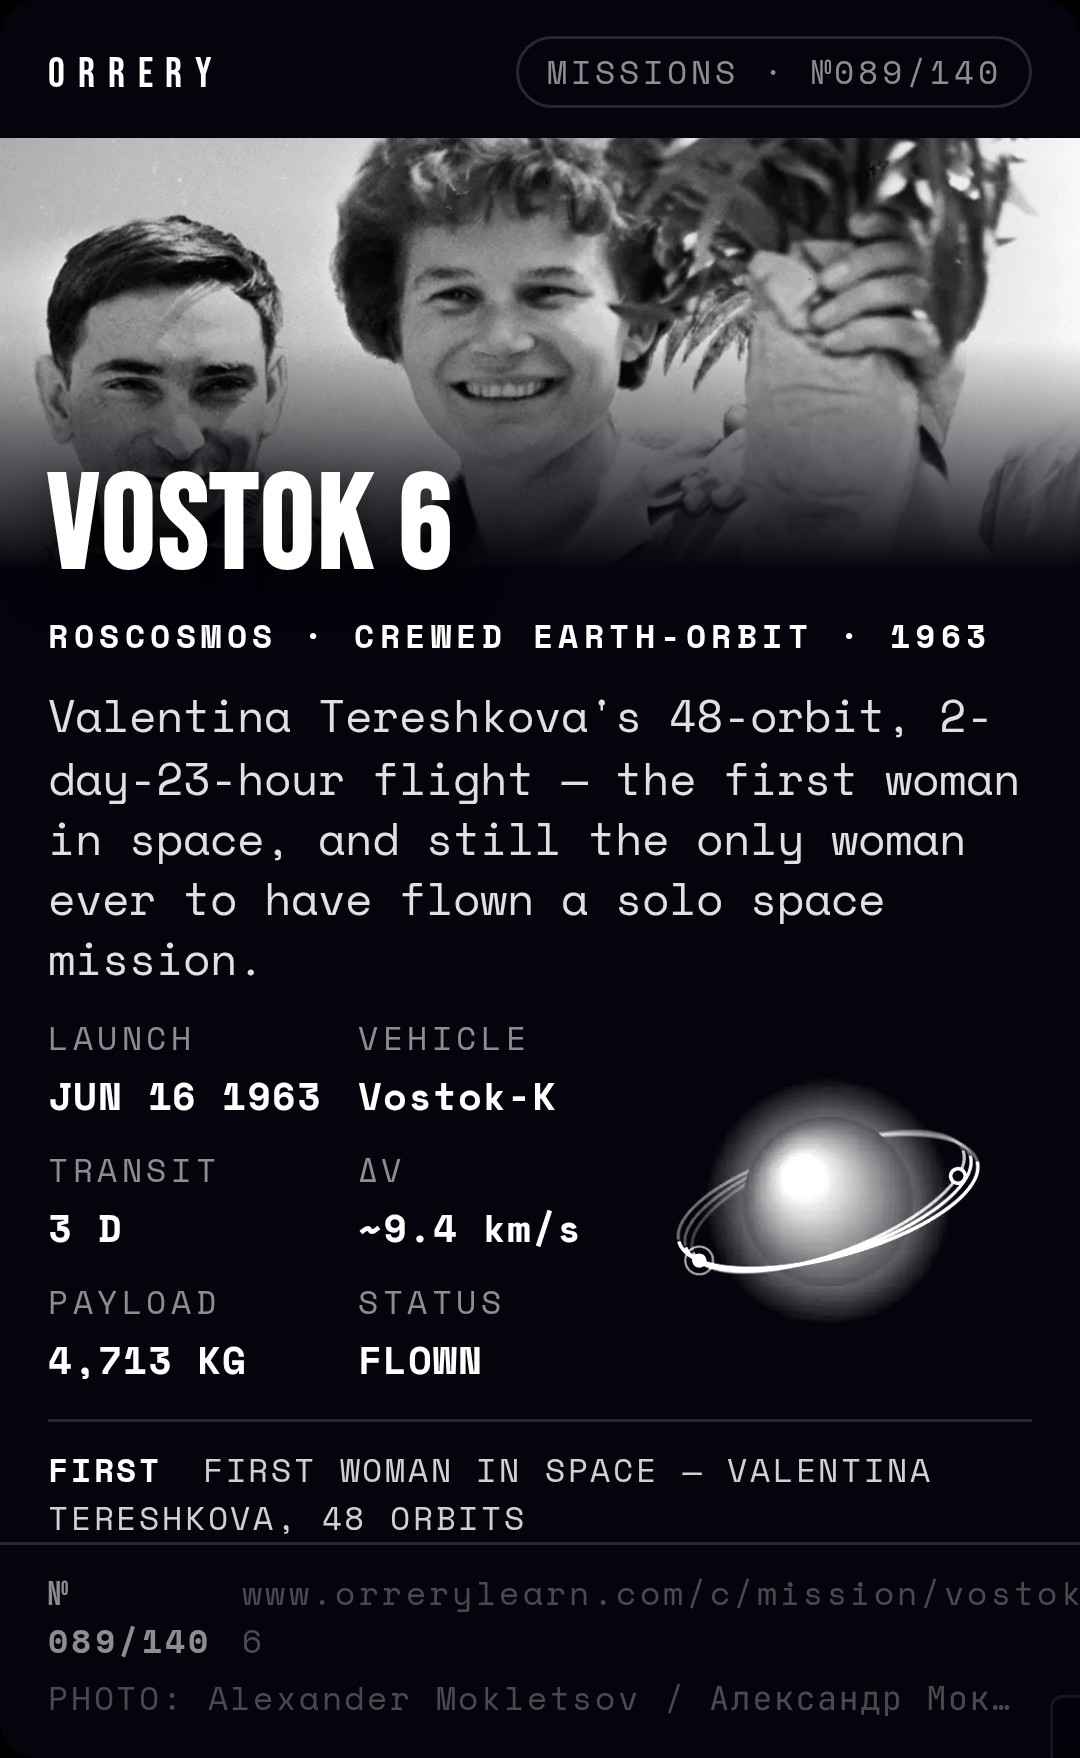 ORRERY
MISSIONS · №089/140
VOSTOK 6
ROSCOSMOS · CREWED EARTH-ORBIT · 1963
Valentina Tereshkova's 48-orbit, 2-
day-23-hour flight — the first woman
in space, and still the only woman
ever to have flown a solo space
mission.
LAUNCH VEHICLE
JUN 16 1963 Vostok-K
TRANSIT ΔV
3 D ~9.4 km/s
PAYLOAD STATUS
4,713 KG FLOWN
FIRST FIRST WOMAN IN SPACE — VALENTINA
TERESHKOVA, 48 ORBITS
№ www.orrerylearn.com/c/mission/vostok
089/140 6
PHOTO: Alexander Mokletsov / Александр Мок…